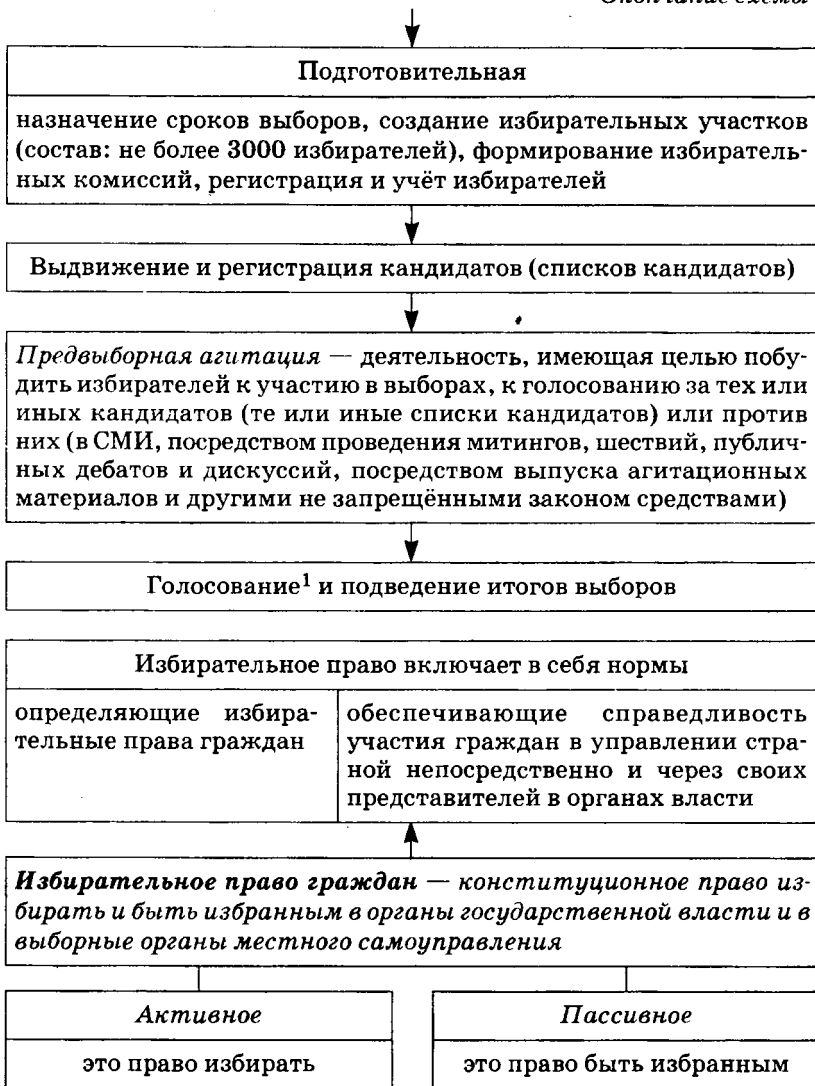 Подготовительная
назначение сроков выборов, создание избирательных участков
(состав: не более 3000 избирателей), формирование избиратель-
ных комиссий, регистрация и учёт избирателей
Выдвижение и регистрация кандидатов (списков кандидатов)
Предвыборная агитация — деятельность, имеющая целью побу-
дить избирателей к участию в выборах, к голосованию за тех или
иных кандидатов (те или иные списки кандидатов) или против
них (в СМИ, посредством проведения митингов, шествий, публич-
ных дебатов и дискуссий, посредством выпуска агитационных
материалов и другими не запрещёнными законом средствами)
Голосование¹ и подведение итогов выборов
Избирательное право включает в себя нормы
определяющие избира-
тельные права граждан
обеспечивающие справедливость
участия граждан в управлении стра-
ной непосредственно и через своих
представителей в органах власти
Избирательное право граждан — конституционное право из-
бирать и быть избранным в органы государственной власти и в
выборные органы местного самоуправления
Активное
это право избирать
Пассивное
это право быть избранным